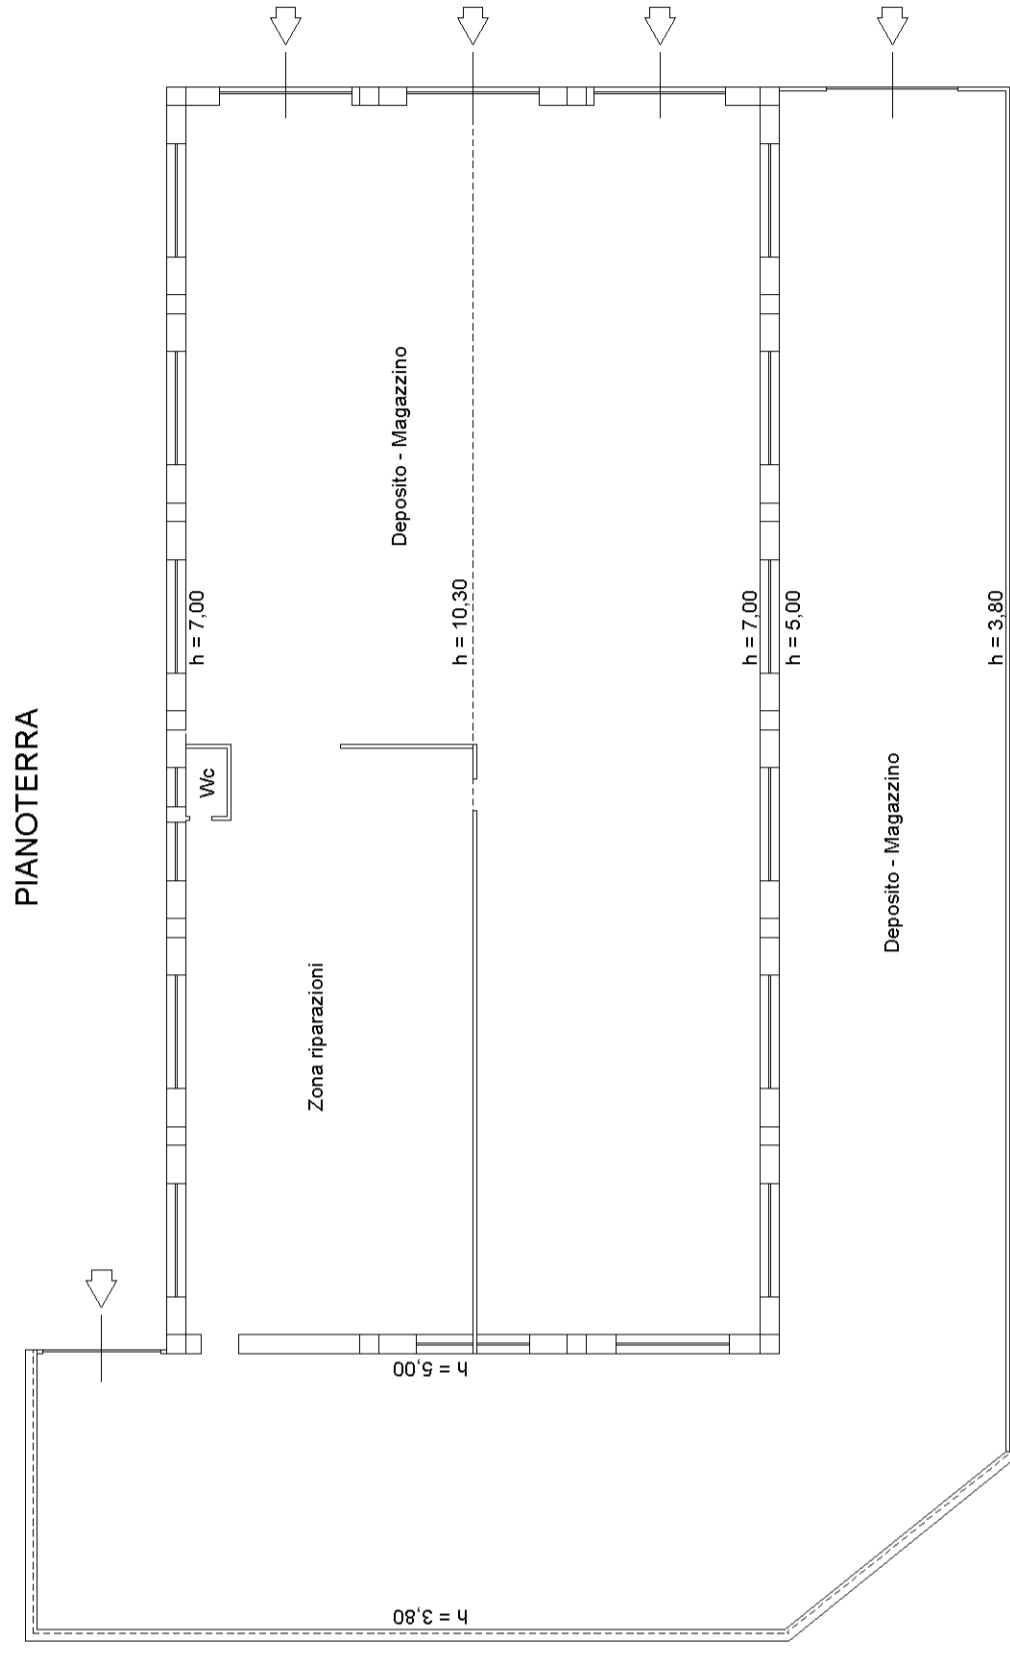 PIANOTERRA
h = 7,00
Wc
Zona riparazioni
Deposito - Magazzino
h = 10,30
h = 7,00
h = 5,00
Deposito - Magazzino
h = 3,80
h = 5,00
h = 3,80